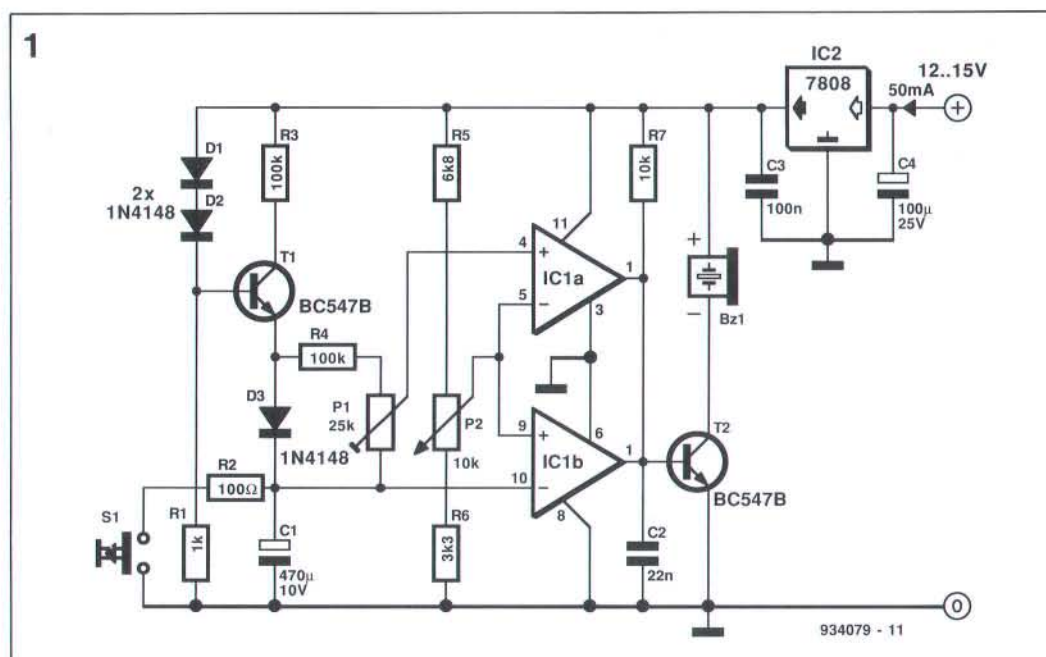 1
IC2
7808
12..15V
50mA
+
D1
D2
2x
1N4148
R3
100k
R5
6k8
R7
10k
C3
100n
C4
100µ
25V
T1
BC547B
11
4
+
IC1a
1
5
−
3
+
Bz1
−
R4
100k
D3
1N4148
P1
25k
P2
10k
9
+
6
IC1b
1
10
−
8
T2
BC547B
R2
100Ω
S1
R1
1k
C1
470µ
10V
R6
3k3
C2
22n
0
934079 - 11